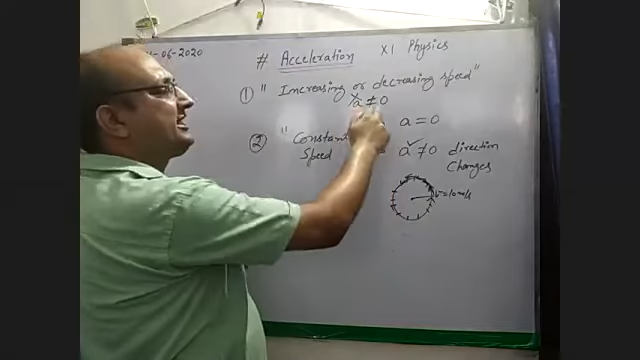 -06-2020
# Acceleration XI Physics
① " Increasing or decreasing speed"
a ≠ 0
a = 0
② " Constant
Speed a ≠ 0 direction
Changes
v=10m/s